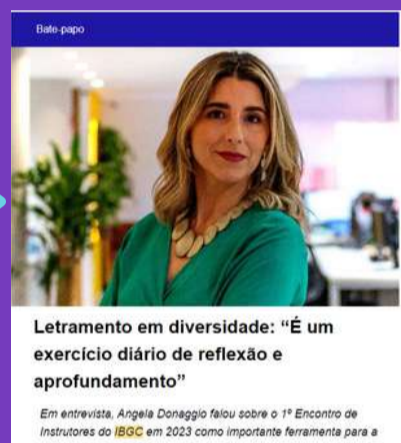 Bate-papo
Letramento em diversidade: “É um
exercício diário de reflexão e
aprofundamento”
Em entrevista, Angela Donaggio falou sobre o 1º Encontro de
Instrutores do IBGC em 2023 como importante ferramenta para a